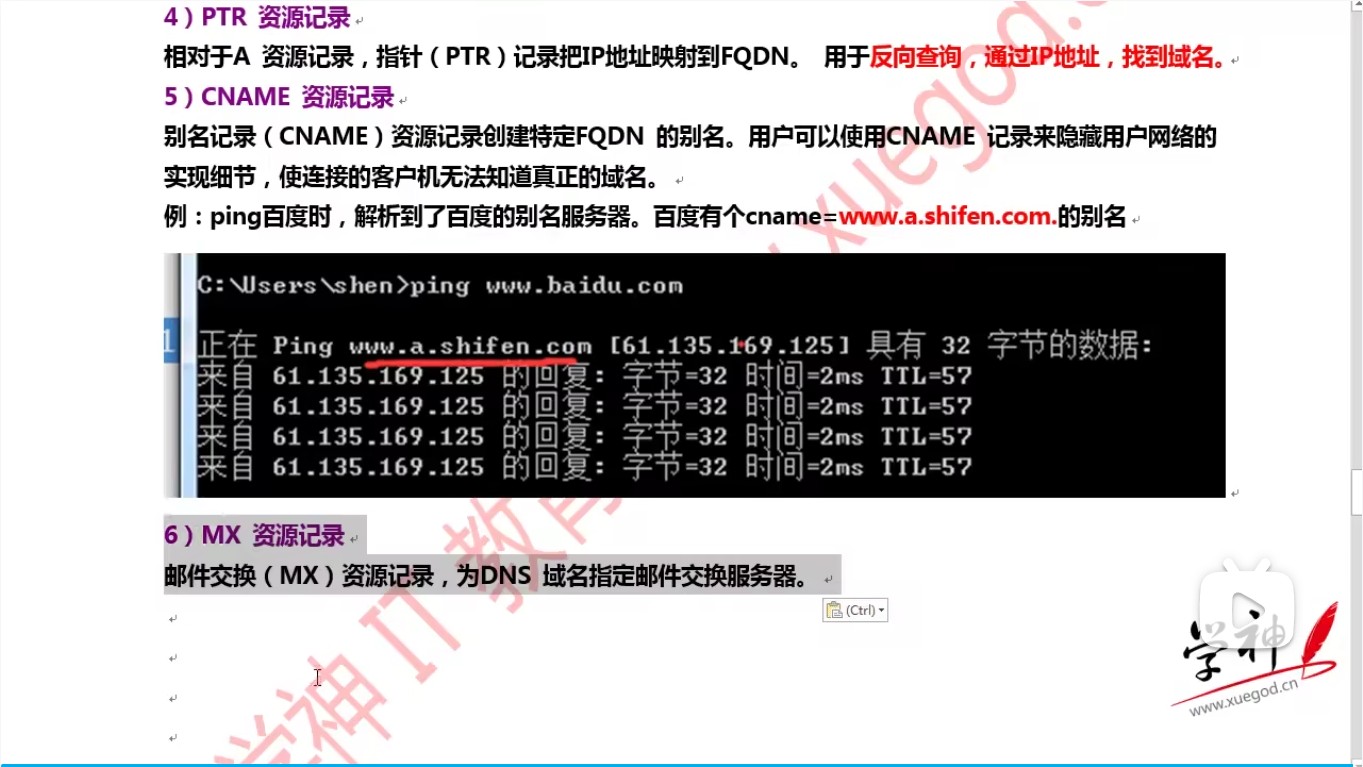 4）PTR 资源记录
相对于A 资源记录，指针（PTR）记录把IP地址映射到FQDN。 用于反向查询，通过IP地址，找到域名。
5）CNAME 资源记录
别名记录（CNAME）资源记录创建特定FQDN 的别名。用户可以使用CNAME 记录来隐藏用户网络的
实现细节，使连接的客户机无法知道真正的域名。
例：ping百度时，解析到了百度的别名服务器。百度有个cname=www.a.shifen.com.的别名
C:\Users\shen>ping www.baidu.com
1
正在 Ping www.a.shifen.com [61.135.169.125] 具有 32 字节的数据:
来自 61.135.169.125 的回复: 字节=32 时间=2ms TTL=57
来自 61.135.169.125 的回复: 字节=32 时间=2ms TTL=57
来自 61.135.169.125 的回复: 字节=32 时间=2ms TTL=57
来自 61.135.169.125 的回复: 字节=32 时间=2ms TTL=57
6）MX 资源记录
邮件交换（MX）资源记录，为DNS 域名指定邮件交换服务器。
(Ctrl)
学神 IT 教育 xuegod.c
学神
www.xuegod.cn